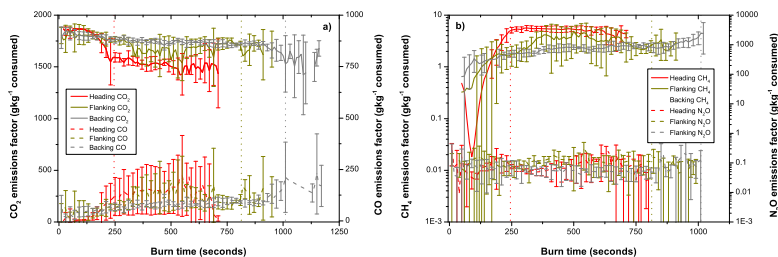 a)
CO2 emissions factor (gkg-1 consumed)
2000
1500
1000
500
0
Heading CO2
Flanking CO2
Backing CO2
Heading CO
Flanking CO
Backing CO
1000
750
500
250
0
CO emissions factor (gkg-1 consumed)
0 250 500 750 1000 1250
Burn time (seconds)
b)
CH4 emissions factor (gkg-1 consumed)
10
1
0.1
0.01
1E-3
Heading CH4
Flanking CH4
Backing CH4
Heading N2O
Flanking N2O
Flanking N2O
10000
1000
100
10
1
0.1
0.01
1E-3
N2O emissions factor (gkg-1 consumed)
0 250 500 750 1000
Burn time (seconds)